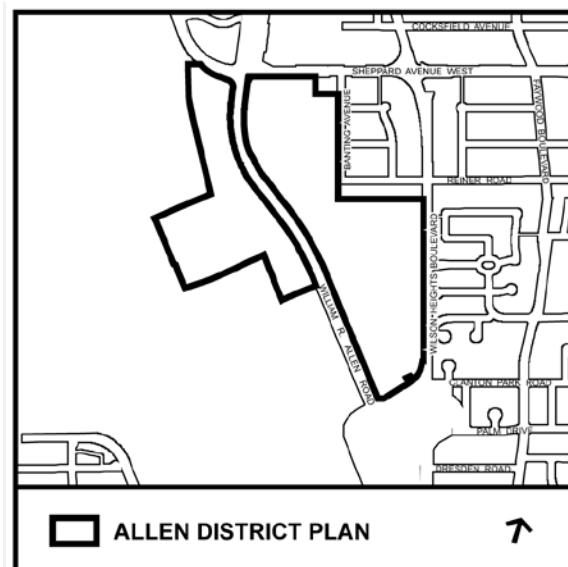 COCKSFIELD AVENUE
SHEPPARD AVENUE WEST
BANTING AVENUE
FAYWOOD BOULEVARD
REINER ROAD
WILSON HEIGHTS BOULEVARD
WILLIAM R. ALLEN ROAD
CLANTON PARK ROAD
PALM DRIVE
DRESDEN ROAD
ALLEN DISTRICT PLAN